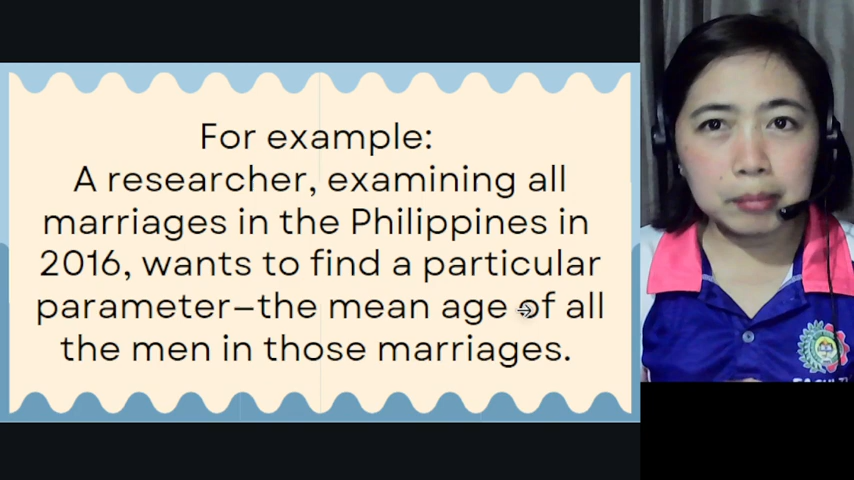 For example:
A researcher, examining all
marriages in the Philippines in
2016, wants to find a particular
parameter–the mean age of all
the men in those marriages.